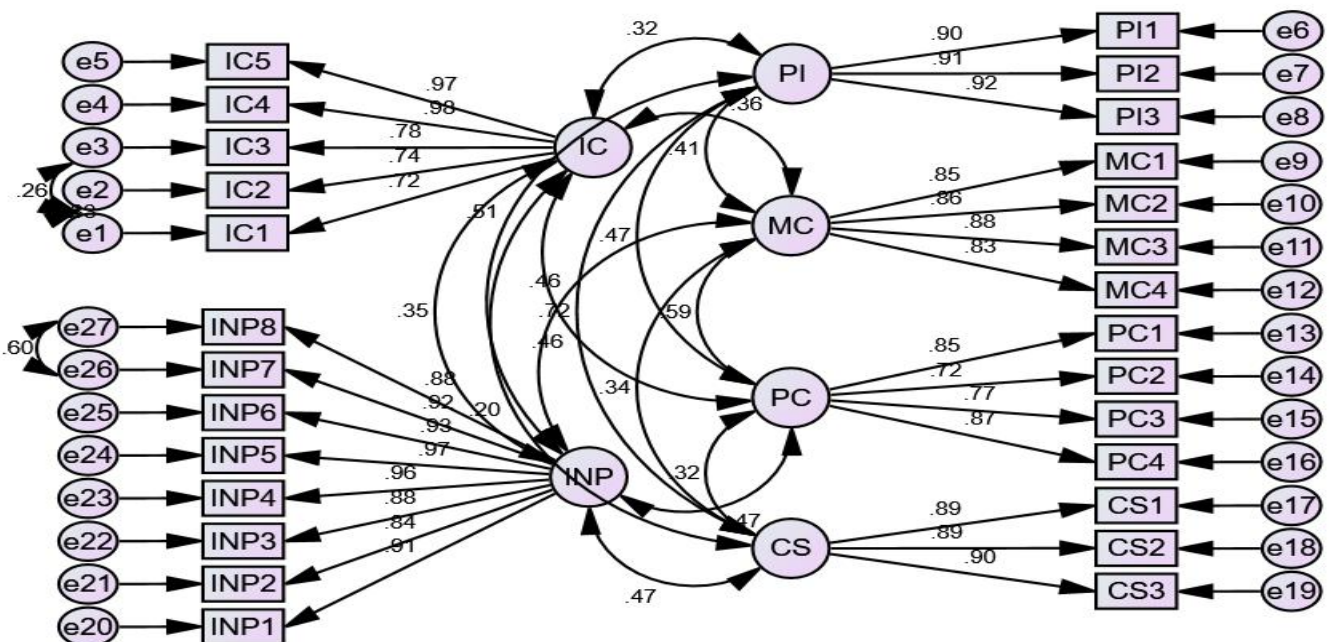 e5 IC5
e4 IC4
e3 IC3
e2 IC2
e1 IC1
.26
.97
.98
.78
.74
.72
IC
.32
PI
.90
.91
.92
PI1 e6
PI2 e7
PI3 e8
.36
.41
MC
.85
.86
.88
.83
MC1 e9
MC2 e10
MC3 e11
MC4 e12
.51
.47
.46
.72
.46
.59
.35
.34
.20
.32
.47
.47
PC
.85
.72
.77
.87
PC1 e13
PC2 e14
PC3 e15
PC4 e16
CS
.89
.89
.90
CS1 e17
CS2 e18
CS3 e19
.60
e27 INP8
e26 INP7
e25 INP6
e24 INP5
e23 INP4
e22 INP3
e21 INP2
e20 INP1
.88
.92
.93
.97
.96
.88
.84
.91
INP